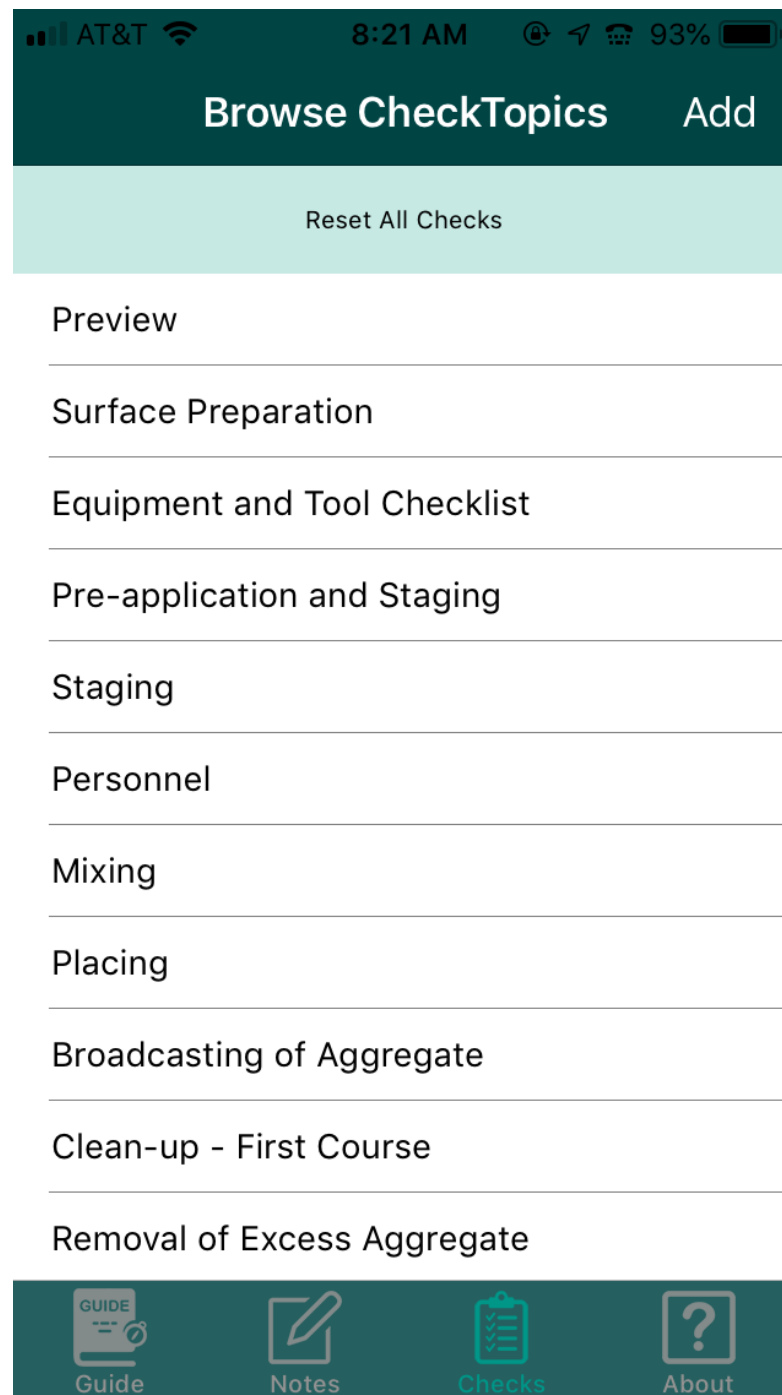 AT&T 8:21 AM 93%
Browse CheckTopics Add
Reset All Checks
Preview
Surface Preparation
Equipment and Tool Checklist
Pre-application and Staging
Staging
Personnel
Mixing
Placing
Broadcasting of Aggregate
Clean-up - First Course
Removal of Excess Aggregate
GUIDE
Guide Notes Checks About